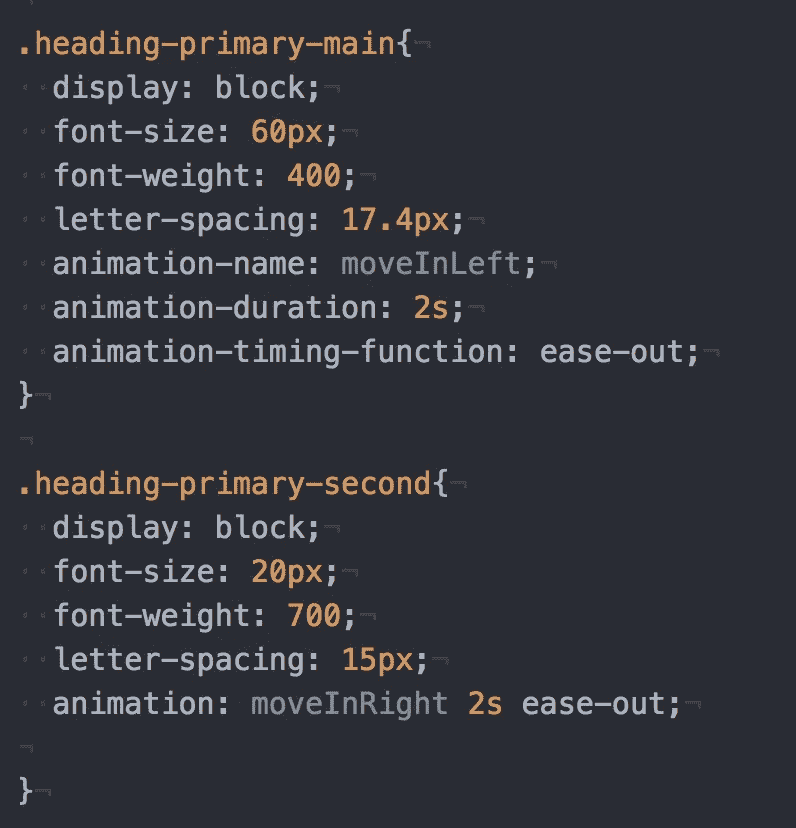 .heading-primary-main{
  display: block;
  font-size: 60px;
  font-weight: 400;
  letter-spacing: 17.4px;
  animation-name: moveInLeft;
  animation-duration: 2s;
  animation-timing-function: ease-out;
}

.heading-primary-second{
  display: block;
  font-size: 20px;
  font-weight: 700;
  letter-spacing: 15px;
  animation: moveInRight 2s ease-out;

}